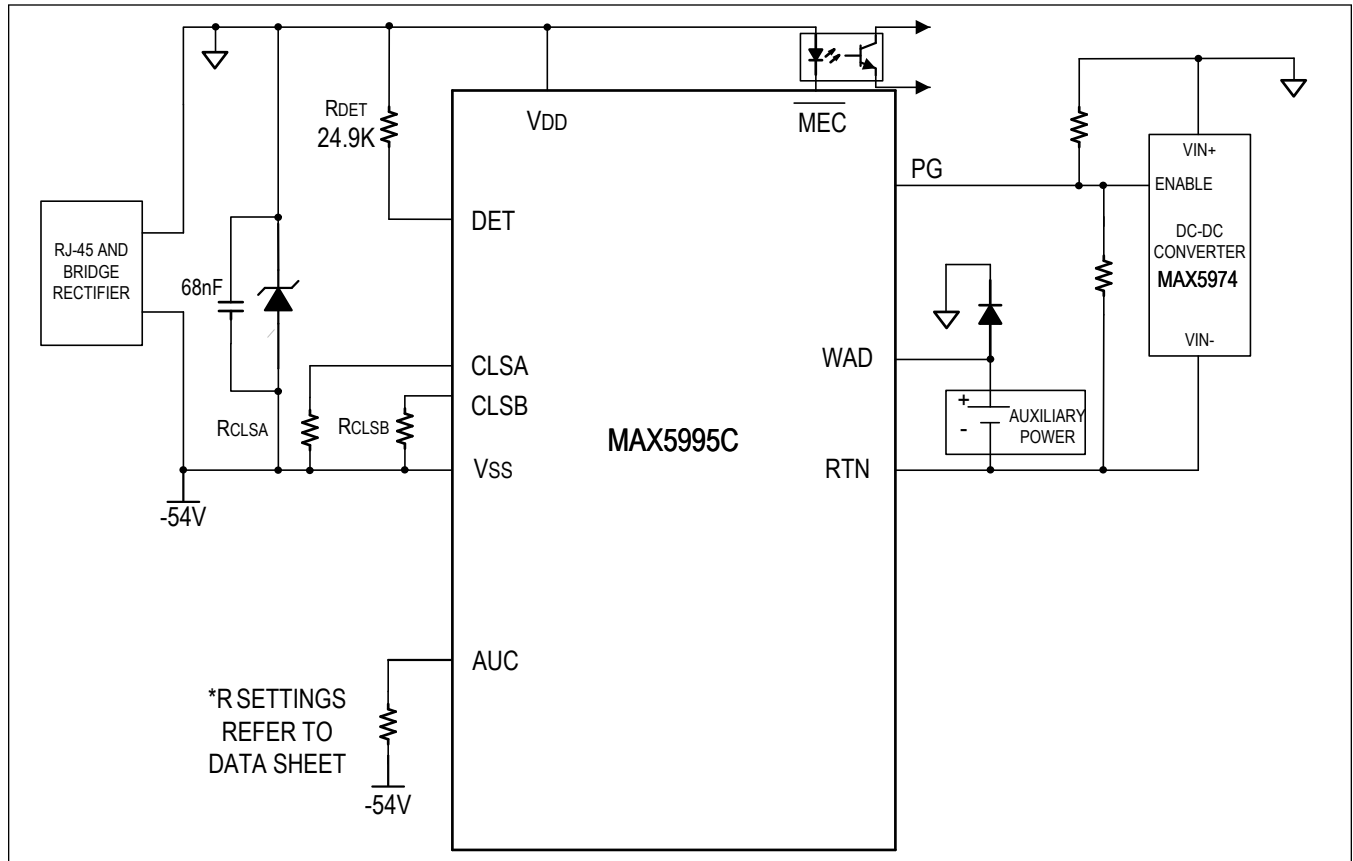 RDET
24.9K
VDD
MEC
PG
VIN+
ENABLE
DC-DC
CONVERTER
MAX5974
VIN-
DET
RJ-45 AND
BRIDGE
RECTIFIER
68nF
CLSA
CLSB
RCLSA
RCLSB
MAX5995C
WAD
+
-
AUXILIARY
POWER
VSS
RTN
-54V
AUC
*R SETTINGS
REFER TO
DATA SHEET
-54V